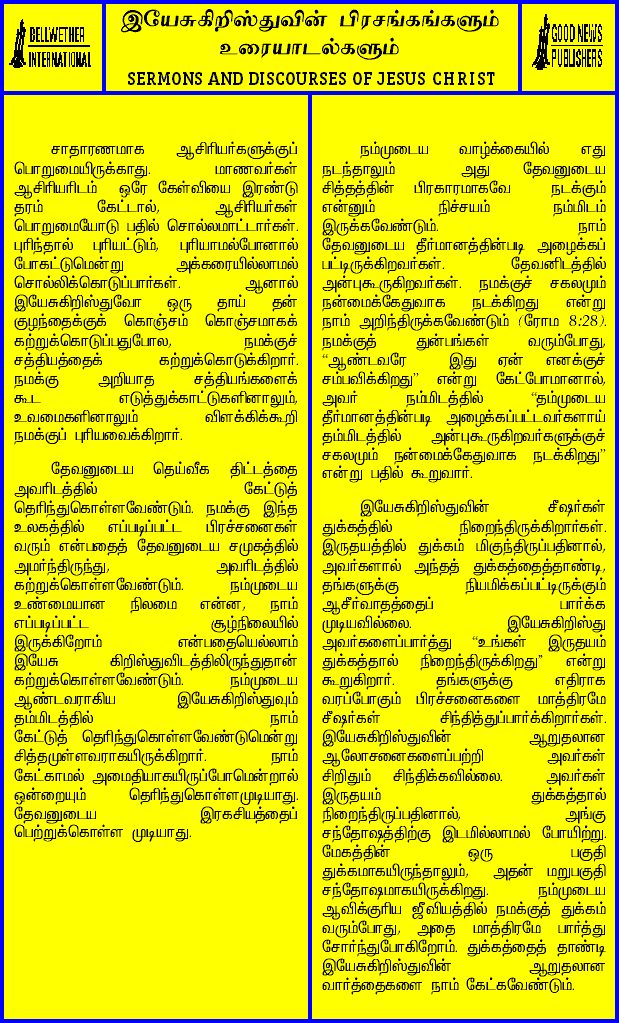 BELLWETHER
INTERNATIONAL
இயேசுகிறிஸ்துவின் பிரசங்கங்களும்
உரையாடல்களும்
SERMONS AND DISCOURSES OF JESUS CHRIST
GOOD NEWS
PUBLISHERS
சாதாரணமாக ஆசிரியர்களுக்குப்
பொறுமையிருக்காது. மாணவர்கள்
ஆசிரியரிடம் ஒரே கேள்வியை இரண்டு
தரம் கேட்டால், ஆசிரியர்கள்
பொறுமையோடு பதில் சொல்லமாட்டார்கள்.
புரிந்தால் புரியட்டும், புரியாமல்போனால்
போகட்டுமென்று அக்கரையில்லாமல்
சொல்லிக்கொடுப்பார்கள். ஆனால்
இயேசுகிறிஸ்துவோ ஒரு தாய் தன்
குழந்தைக்குக் கொஞ்சம் கொஞ்சமாகக்
கற்றுக்கொடுப்பதுபோல, நமக்குச்
சத்தியத்தைக் கற்றுக்கொடுக்கிறார்.
நமக்கு அறியாத சத்தியங்களைக்
கூட எடுத்துக்காட்டுகளினாலும்,
உவமைகளினாலும் விளக்கிக்கூறி
நமக்குப் புரியவைக்கிறார்.
தேவனுடைய தெய்வீக திட்டத்தை
அவரிடத்தில் கேட்டுத்
தெரிந்துகொள்ளவேண்டும். நமக்கு இந்த
உலகத்தில் எப்படிப்பட்ட பிரச்சனைகள்
வரும் என்பதைத் தேவனுடைய சமுகத்தில்
அமர்ந்திருந்து, அவரிடத்தில்
கற்றுக்கொள்ளவேண்டும். நம்முடைய
உண்மையான நிலமை என்ன, நாம்
எப்படிப்பட்ட சூழ்நிலையில்
இருக்கிறோம் என்பதையெல்லாம்
இயேசு கிறிஸ்துவிடத்திலிருந்துதான்
கற்றுக்கொள்ளவேண்டும். நம்முடைய
ஆண்டவராகிய இயேசுகிறிஸ்துவும்
தம்மிடத்தில் நாம்
கேட்டுத் தெரிந்துகொள்ளவேண்டுமென்று
சித்தமுள்ளவராகயிருக்கிறார். நாம்
கேட்காமல் அமைதியாகயிருப்போமென்றால்
ஒன்றையும் தெரிந்துகொள்ளமுடியாது.
தேவனுடைய இரகசியத்தைப்
பெற்றுக்கொள்ள முடியாது.
நம்முடைய வாழ்க்கையில் எது
நடந்தாலும் அது தேவனுடைய
சித்தத்தின் பிரகாரமாகவே நடக்கும்
என்னும் நிச்சயம் நம்மிடம்
இருக்கவேண்டும். நாம்
தேவனுடைய தீர்மானத்தின்படி அழைக்கப்
பட்டிருக்கிறவர்கள். தேவனிடத்தில்
அன்புகூருகிறவர்கள். நமக்குச் சகலமும்
நன்மைக்கேதுவாக நடக்கிறது என்று
நாம் அறிந்திருக்கவேண்டும் (ரோம 8:28).
நமக்குத் துன்பங்கள் வரும்போது,
“ஆண்டவரே இது ஏன் எனக்குச்
சம்பவிக்கிறது” என்று கேட்போமானால்,
அவர் நம்மிடத்தில் “தம்முடைய
தீர்மானத்தின்படி அழைக்கப்பட்டவர்களாய்
தம்மிடத்தில் அன்புகூருகிறவர்களுக்குச்
சகலமும் நன்மைக்கேதுவாக நடக்கிறது”
என்று பதில் கூறுவார்.
இயேசுகிறிஸ்துவின் சீஷர்கள்
துக்கத்தில் நிறைந்திருக்கிறார்கள்.
இருதயத்தில் துக்கம் மிகுந்திருப்பதினால்,
அவர்களால் அந்தத் துக்கத்தைத்தாண்டி,
தங்களுக்கு நியமிக்கப்பட்டிருக்கும்
ஆசீர்வாதத்தைப் பார்க்க
முடியவில்லை. இயேசுகிறிஸ்து
அவர்களைப்பார்த்து “உங்கள் இருதயம்
துக்கத்தால் நிறைந்திருக்கிறது” என்று
கூறுகிறார். தங்களுக்கு எதிராக
வரப்போகும் பிரச்சனைகளை மாத்திரமே
சீஷர்கள் சிந்தித்துப்பார்க்கிறார்கள்.
இயேசுகிறிஸ்துவின் ஆறுதலான
ஆலோசனைகளைப்பற்றி அவர்கள்
சிறிதும் சிந்திக்கவில்லை. அவர்கள்
இருதயம் துக்கத்தால்
நிறைந்திருப்பதினால், அங்கு
சந்தோஷத்திற்கு இடமில்லாமல் போயிற்று.
மேகத்தின் ஒரு பகுதி
துக்கமாகயிருந்தாலும், அதன் மறுபகுதி
சந்தோஷமாகயிருக்கிறது. நம்முடைய
ஆவிக்குரிய ஜீவியத்தில் நமக்குத் துக்கம்
வரும்போது, அதை மாத்திரமே பார்த்து
சோர்ந்துபோகிறோம். துக்கத்தைத் தாண்டி
இயேசுகிறிஸ்துவின் ஆறுதலான
வார்த்தைகளை நாம் கேட்கவேண்டும்.